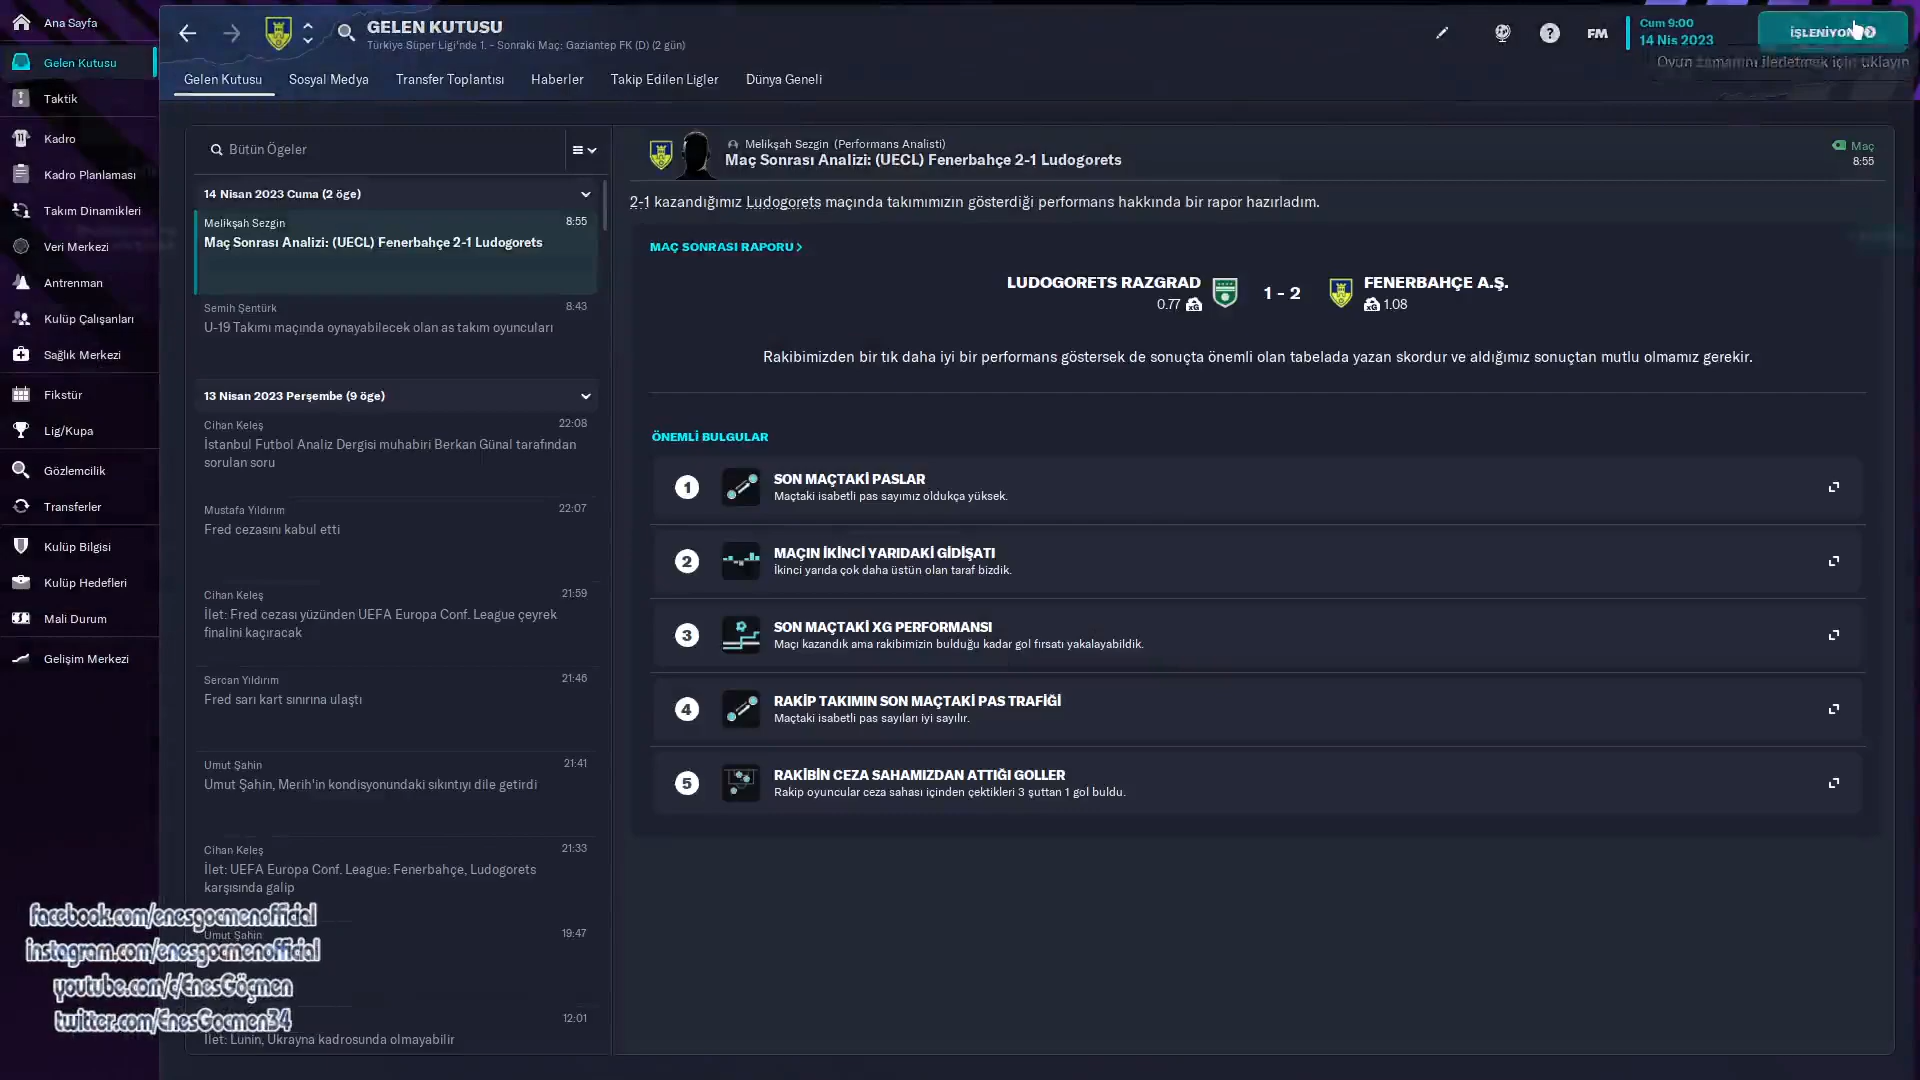 Ana Sayfa
Gelen Kutusu
Taktik
Kadro
Kadro Planlaması
Takım Dinamikleri
Veri Merkezi
Antrenman
Kulüp Çalışanları
Sağlık Merkezi
Fikstür
Lig/Kupa
Gözlemcilik
Transferler
Kulüp Bilgisi
Kulüp Hedefleri
Mali Durum
Gelişim Merkezi
GELEN KUTUSU
Türkiye Süper Ligi'nde 1. - Sonraki Maç: Gaziantep FK (D) (2 gün)
FM
Cum 9:00
14 Nis 2023
İŞLENİYOR
Oyun zamanını ilerletmek için tıklayın
Gelen Kutusu Sosyal Medya Transfer Toplantısı Haberler Takip Edilen Ligler Dünya Geneli
Bütün Ögeler
14 Nisan 2023 Cuma (2 öge)
Melikşah Sezgin 8:55
Maç Sonrası Analizi: (UECL) Fenerbahçe 2-1 Ludogorets
Semih Şentürk 8:43
U-19 Takımı maçında oynayabilecek olan as takım oyuncuları
13 Nisan 2023 Perşembe (9 öge)
Cihan Keleş 22:08
İstanbul Futbol Analiz Dergisi muhabiri Berkan Günal tarafından
sorulan soru
Mustafa Yıldırım 22:07
Fred cezasını kabul etti
Cihan Keleş 21:59
İlet: Fred cezası yüzünden UEFA Europa Conf. League çeyrek
finalini kaçıracak
Sercan Yıldırım 21:46
Fred sarı kart sınırına ulaştı
Umut Şahin 21:41
Umut Şahin, Merih'in kondisyonundaki sıkıntıyı dile getirdi
Cihan Keleş 21:33
İlet: UEFA Europa Conf. League: Fenerbahçe, Ludogorets
karşısında galip
Umut Şahin 19:47
12:01
İlet: Lunin, Ukrayna kadrosunda olmayabilir
Melikşah Sezgin (Performans Analisti)
Maç Sonrası Analizi: (UECL) Fenerbahçe 2-1 Ludogorets
Maç
8:55
2-1 kazandığımız Ludogorets maçında takımımızın gösterdiği performans hakkında bir rapor hazırladım.
MAÇ SONRASI RAPORU
LUDOGORETS RAZGRAD 1 - 2 FENERBAHÇE A.Ş.
0.77 xG xG 1.08
Rakibimizden bir tık daha iyi bir performans göstersek de sonuçta önemli olan tabelada yazan skordur ve aldığımız sonuçtan mutlu olmamız gerekir.
ÖNEMLİ BULGULAR
1 SON MAÇTAKİ PASLAR
Maçtaki isabetli pas sayımız oldukça yüksek.
2 MAÇIN İKİNCİ YARIDAKİ GİDİŞATI
İkinci yarıda çok daha üstün olan taraf bizdik.
3 SON MAÇTAKİ XG PERFORMANSI
Maçı kazandık ama rakibimizin bulduğu kadar gol fırsatı yakalayabildik.
4 RAKİP TAKIMIN SON MAÇTAKİ PAS TRAFİĞİ
Maçtaki isabetli pas sayıları iyi sayılır.
5 RAKİBİN CEZA SAHAMIZDAN ATTIĞI GOLLER
Rakip oyuncular ceza sahası içinden çektikleri 3 şuttan 1 gol buldu.
facebook.com/enesgocmenofficial
instagram.com/enesgocmenofficial
youtube.com/c/EnesGöçmen
twitter.com/EnesGocmen34